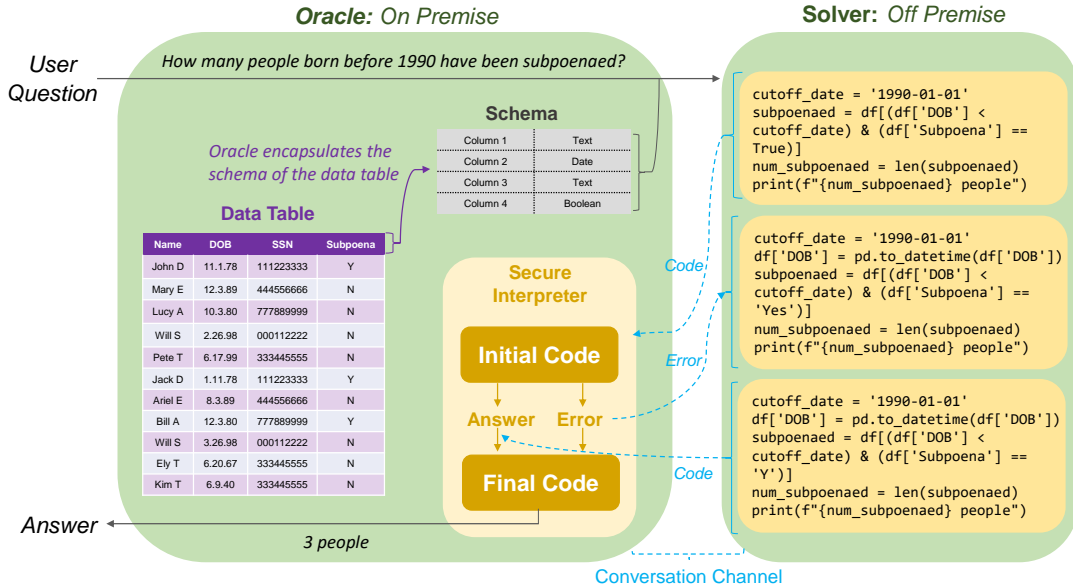 Oracle: On Premise
Solver: Off Premise
User
Question
How many people born before 1990 have been subpoenaed?
Schema
Column 1 Text
Column 2 Date
Column 3 Text
Column 4 Boolean
Oracle encapsulates the
schema of the data table
Data Table
Name DOB SSN Subpoena
John D 11.1.78 111223333 Y
Mary E 12.3.89 444556666 N
Lucy A 10.3.80 777889999 N
Will S 2.26.98 000112222 N
Pete T 6.17.99 333445555 N
Jack D 1.11.78 111223333 Y
Ariel E 8.3.89 444556666 N
Bill A 12.3.80 777889999 Y
Will S 3.26.98 000112222 N
Ely T 6.20.67 333445555 N
Kim T 6.9.40 333445555 N
Secure
Interpreter
Initial Code
Answer Error
Final Code
Code
Error
Code
cutoff_date = '1990-01-01'
subpoenaed = df[(df['DOB'] <
cutoff_date) & (df['Subpoena'] ==
True)]
num_subpoenaed = len(subpoenaed)
print(f"{num_subpoenaed} people")
cutoff_date = '1990-01-01'
df['DOB'] = pd.to_datetime(df['DOB'])
subpoenaed = df[(df['DOB'] <
cutoff_date) & (df['Subpoena'] ==
'Yes')]
num_subpoenaed = len(subpoenaed)
print(f"{num_subpoenaed} people")
cutoff_date = '1990-01-01'
df['DOB'] = pd.to_datetime(df['DOB'])
subpoenaed = df[(df['DOB'] <
cutoff_date) & (df['Subpoena'] ==
'Y')]
num_subpoenaed = len(subpoenaed)
print(f"{num_subpoenaed} people")
Answer
3 people
Conversation Channel